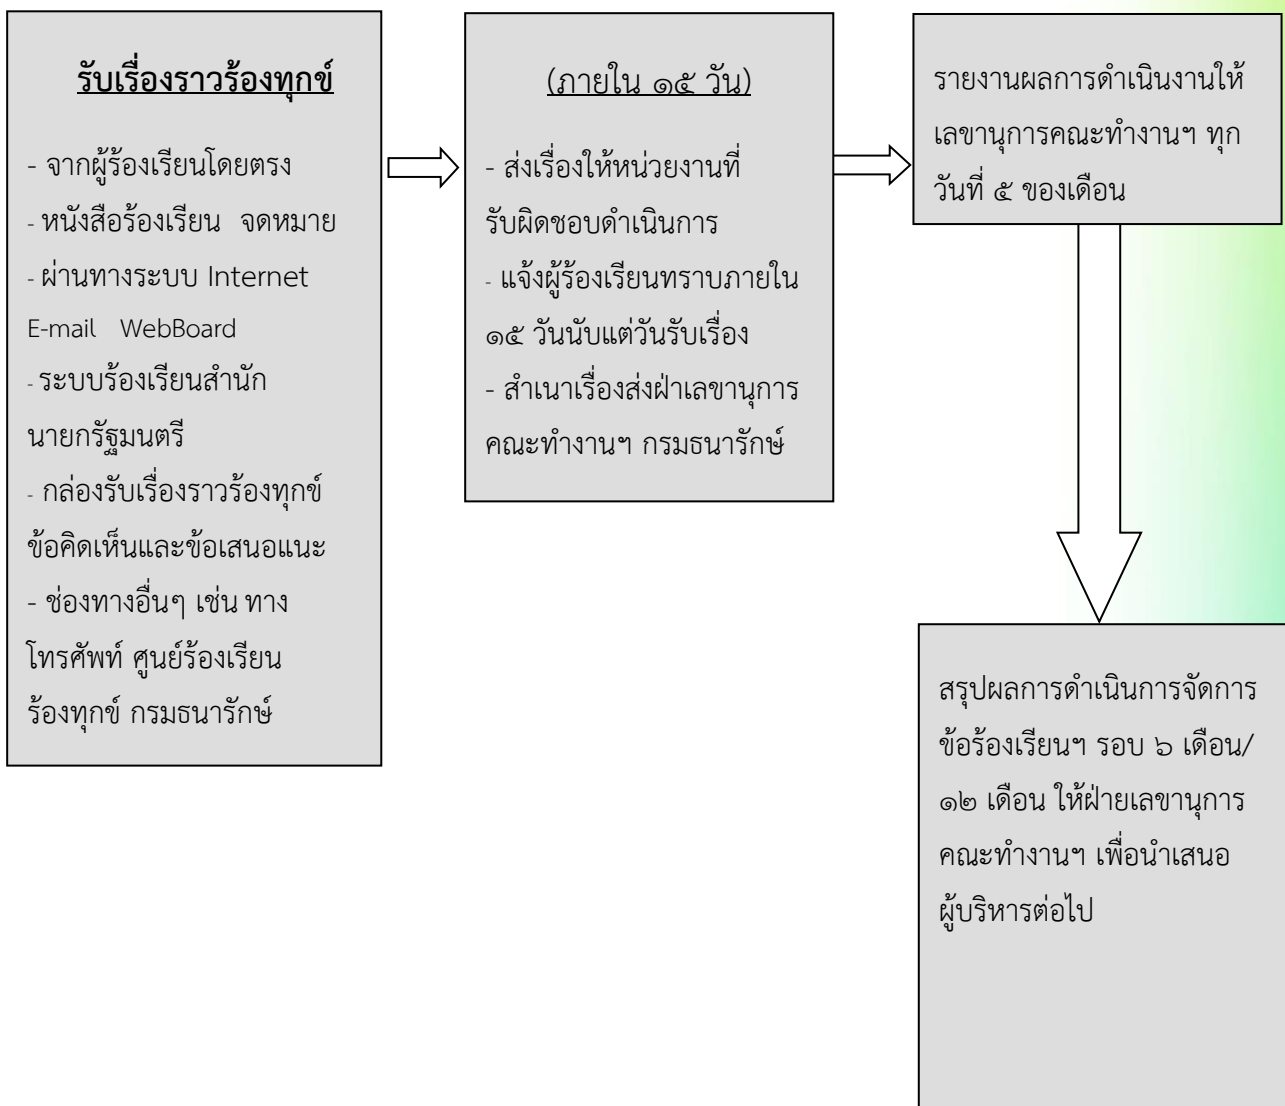 รับเรื่องราวร้องทุกข์
- จากผู้ร้องเรียนโดยตรง
- หนังสือร้องเรียน จดหมาย
- ผ่านทางระบบ Internet
E-mail WebBoard
- ระบบร้องเรียนสำนัก
นายกรัฐมนตรี
- กล่องรับเรื่องราวร้องทุกข์
ข้อคิดเห็นและข้อเสนอแนะ
- ช่องทางอื่นๆ เช่น ทาง
โทรศัพท์ ศูนย์ร้องเรียน
ร้องทุกข์ กรมธนารักษ์
(ภายใน ๑๕ วัน)
- ส่งเรื่องให้หน่วยงานที่
รับผิดชอบดำเนินการ
- แจ้งผู้ร้องเรียนทราบภายใน
๑๕ วันนับแต่วันรับเรื่อง
- สำเนาเรื่องส่งฝ่าเลขานุการ
คณะทำงานฯ กรมธนารักษ์
รายงานผลการดำเนินงานให้
เลขานุการคณะทำงานฯ ทุก
วันที่ ๕ ของเดือน
สรุปผลการดำเนินการจัดการ
ข้อร้องเรียนฯ รอบ ๖ เดือน/
๑๒ เดือน ให้ฝ่ายเลขานุการ
คณะทำงานฯ เพื่อนำเสนอ
ผู้บริหารต่อไป